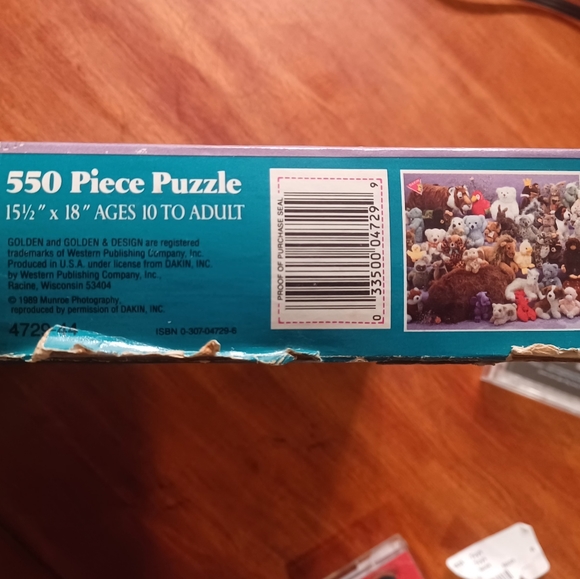 550 Piece Puzzle
15½" x 18" AGES 10 TO ADULT
GOLDEN and GOLDEN & DESIGN are registered
trademarks of Western Publishing Company, Inc.
Produced in U.S.A. under license from DAKIN, INC.
by Western Publishing Company, Inc.,
Racine, Wisconsin 53404
© 1989 Munroe Photography,
reproduced by permission of DAKIN, INC.
4729-44
ISBN 0-307-04729-8
PROOF OF PURCHASE SEAL
0 33500 04729 9